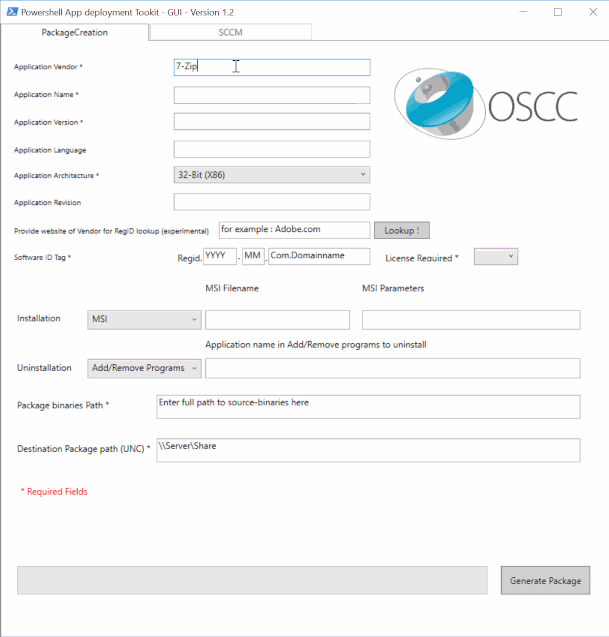 Powershell App deployment Tookit - GUI - Version 1.2
PackageCreation SCCM
Application Vendor * 7-Zip
Application Name *
Application Version *
Application Language
Application Architecture * 32-Bit (X86)
Application Revision
Provide website of Vendor for RegID lookup (experimental) for example : Adobe.com Lookup !
Software ID Tag * Regid. YYYY - MM . Com.Domainname License Required *
OSCC
MSI Filename MSI Parameters
Installation MSI
Application name in Add/Remove programs to uninstall
Uninstallation Add/Remove Programs
Package binaries Path * Enter full path to source-binaries here
Destination Package path (UNC) * \\Server\Share
* Required Fields
Generate Package